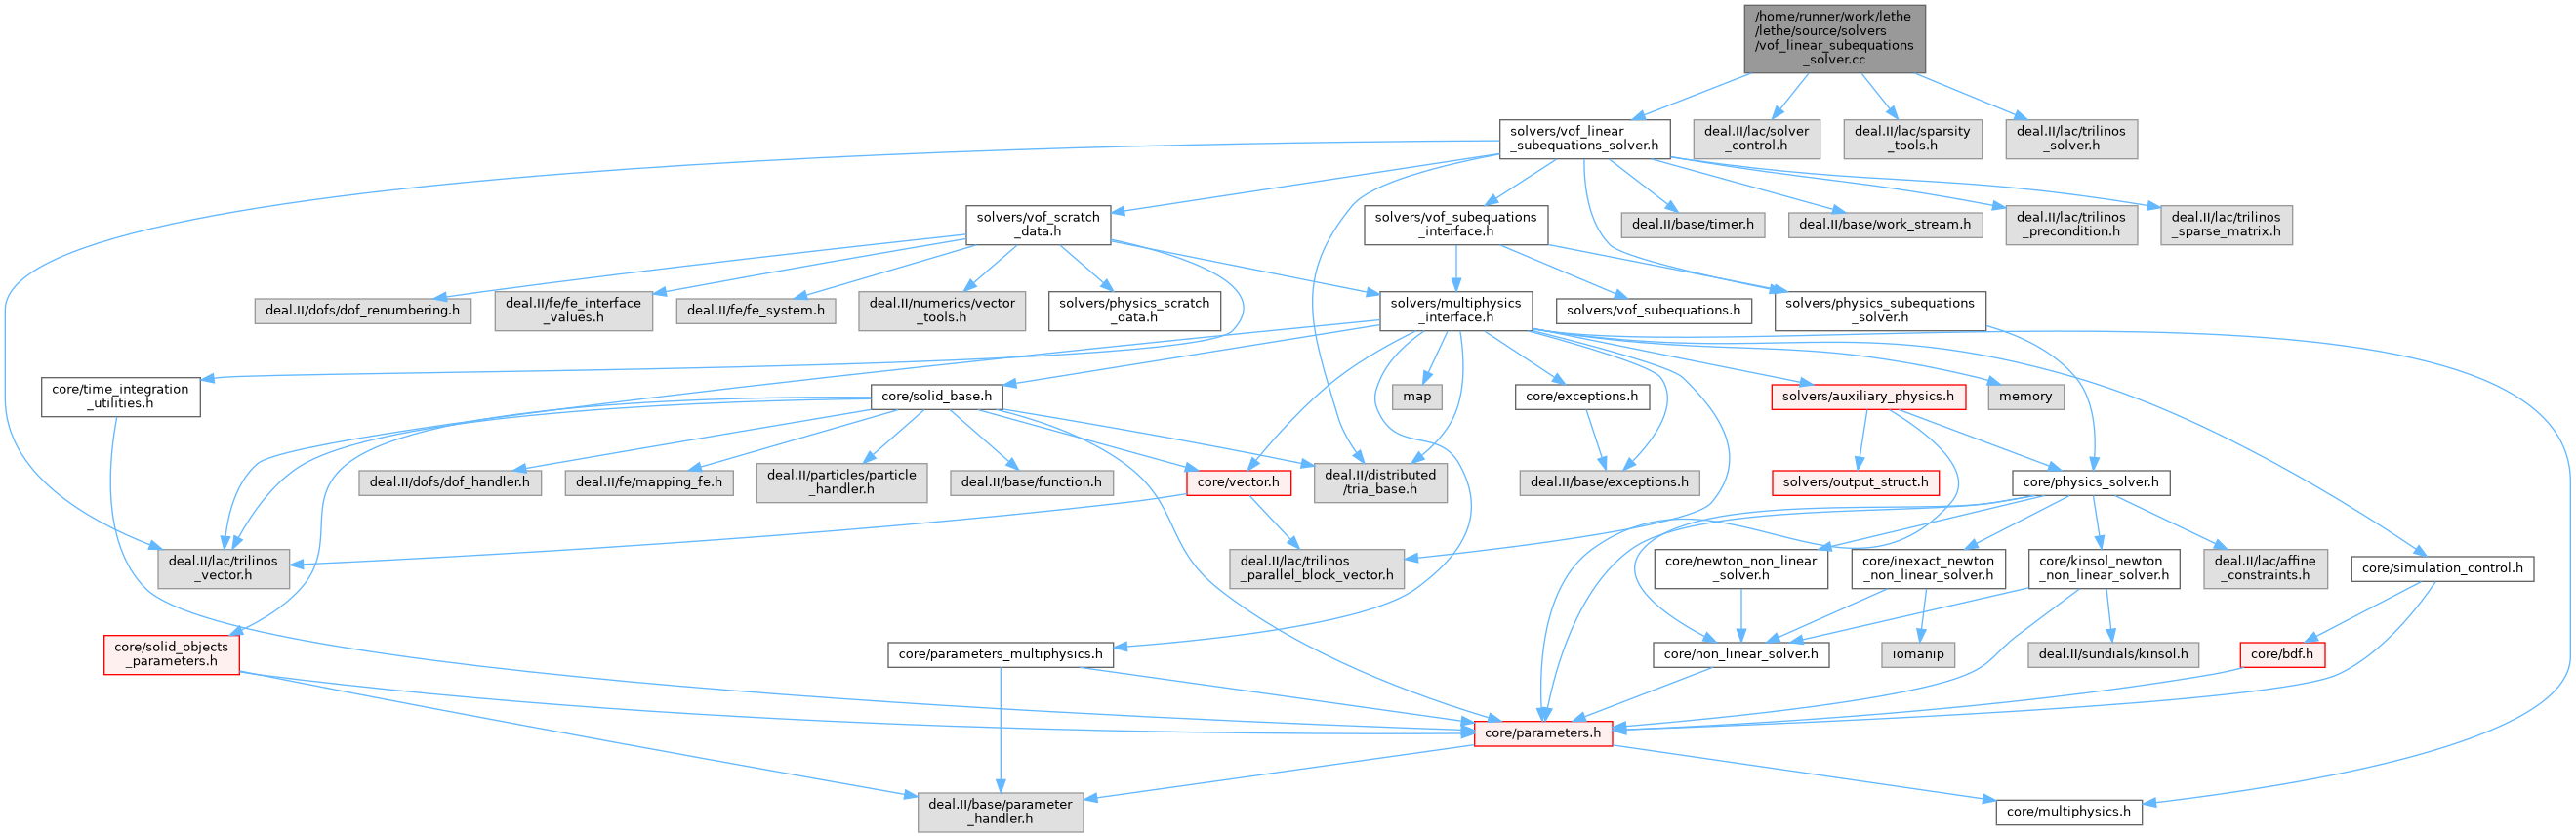 /home/runner/work/lethe
/lethe/source/solvers
/vof_linear_subequations
_solver.cc
solvers/vof_linear
_subequations_solver.h
deal.II/lac/solver
_control.h
deal.II/lac/sparsity
_tools.h
deal.II/lac/trilinos
_solver.h
solvers/vof_scratch
_data.h
solvers/vof_subequations
_interface.h
deal.II/base/timer.h
deal.II/base/work_stream.h
deal.II/lac/trilinos
_precondition.h
deal.II/lac/trilinos
_sparse_matrix.h
deal.II/dofs/dof_renumbering.h
deal.II/fe/fe_interface
_values.h
deal.II/fe/fe_system.h
deal.II/numerics/vector
_tools.h
solvers/physics_scratch
_data.h
solvers/multiphysics
_interface.h
solvers/vof_subequations.h
solvers/physics_subequations
_solver.h
core/time_integration
_utilities.h
core/solid_base.h
map
core/exceptions.h
solvers/auxiliary_physics.h
memory
deal.II/dofs/dof_handler.h
deal.II/fe/mapping_fe.h
deal.II/particles/particle
_handler.h
deal.II/base/function.h
core/vector.h
deal.II/distributed
/tria_base.h
deal.II/base/exceptions.h
solvers/output_struct.h
core/physics_solver.h
deal.II/lac/trilinos
_vector.h
deal.II/lac/trilinos
_parallel_block_vector.h
core/newton_non_linear
_solver.h
core/inexact_newton
_non_linear_solver.h
core/kinsol_newton
_non_linear_solver.h
deal.II/lac/affine
_constraints.h
core/simulation_control.h
core/solid_objects
_parameters.h
core/parameters_multiphysics.h
core/non_linear_solver.h
iomanip
deal.II/sundials/kinsol.h
core/bdf.h
core/parameters.h
deal.II/base/parameter
_handler.h
core/multiphysics.h